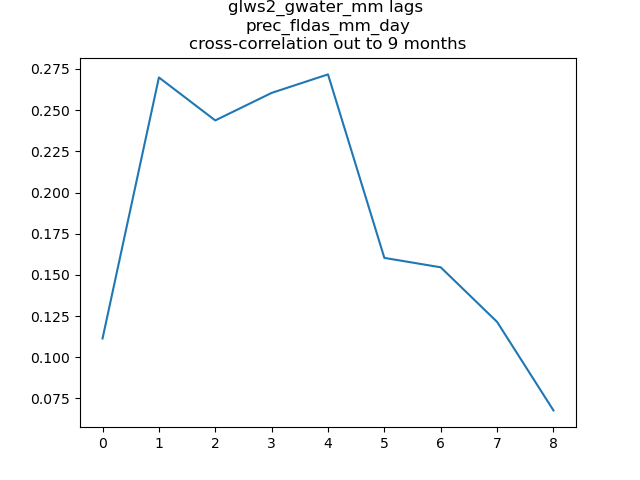 glws2_gwater_mm lags
prec_fldas_mm_day
cross-correlation out to 9 months
0.275
0.250
0.225
0.200
0.175
0.150
0.125
0.100
0.075
0 1 2 3 4 5 6 7 8